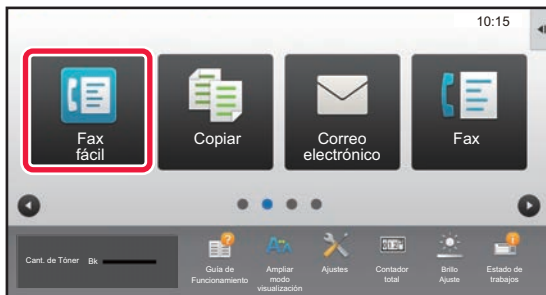 10:15
Fax
fácil
Copiar
Correo
electrónico
Fax
Cant. de Tóner Bk
Guía de
Funcionamiento
Ampliar
modo
visualización
Ajustes
Contador
total
Brillo
Ajuste
Estado de
trabajos